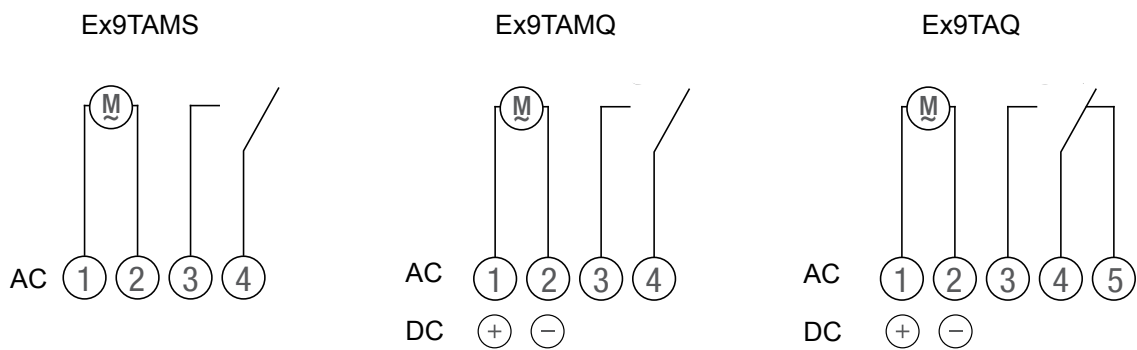 Ex9TAMS
Ex9TAMQ
Ex9TAQ
M
~
M
~
M
~
AC 1 2 3 4
AC 1 2 3 4
DC + −
AC 1 2 3 4 5
DC + −